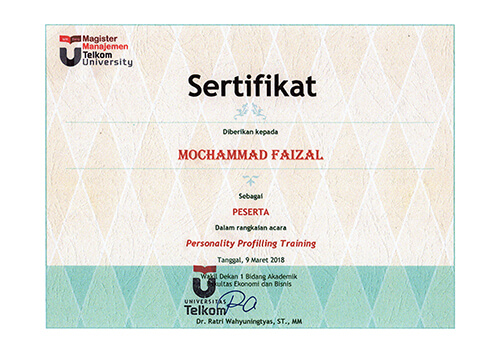 Magister
Manajemen
Telkom
University
Sertifikat
Diberikan kepada
MOCHAMMAD FAIZAL
Sebagai
PESERTA
Dalam rangkaian acara
Personality Profilling Training
Tanggal, 9 Maret 2018
Wakil Dekan 1 Bidang Akademik
Fakultas Ekonomi dan Bisnis
UNIVERSITAS
Telkom
Dr. Ratri Wahyuningtyas, ST., MM